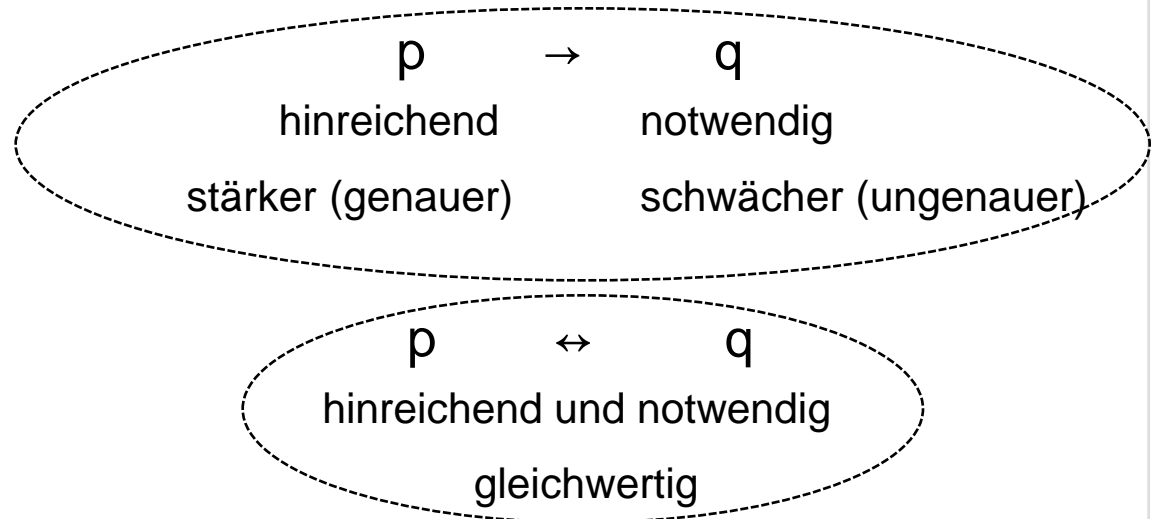 p → q
hinreichend notwendig
stärker (genauer) schwächer (ungenauer)
p ↔ q
hinreichend und notwendig
gleichwertig